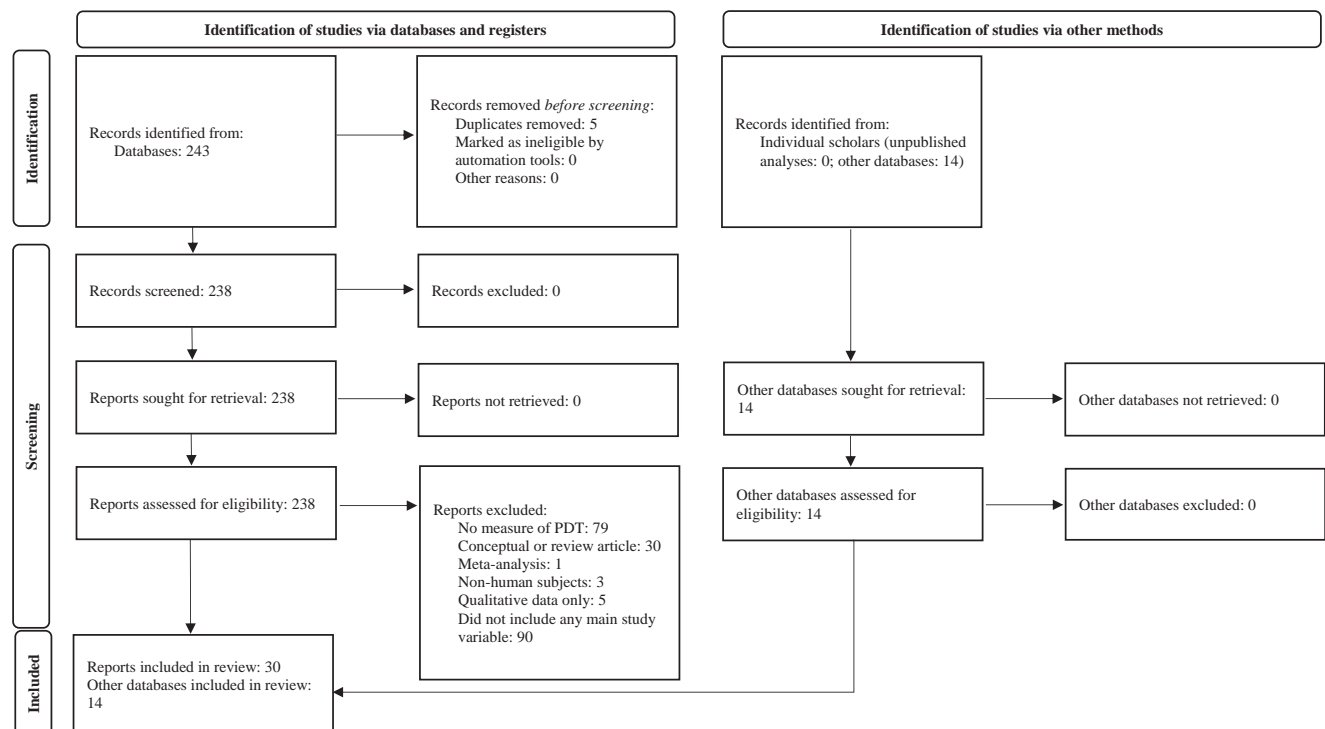 Identification of studies via databases and registers
Identification of studies via other methods
Identification
Records identified from:
Databases: 243
Records removed before screening:
Duplicates removed: 5
Marked as ineligible by
automation tools: 0
Other reasons: 0
Records identified from:
Individual scholars (unpublished
analyses: 0; other databases: 14)
Screening
Records screened: 238
Records excluded: 0
Reports sought for retrieval: 238
Reports not retrieved: 0
Other databases sought for retrieval:
14
Other databases not retrieved: 0
Reports assessed for eligibility: 238
Reports excluded:
No measure of PDT: 79
Conceptual or review article: 30
Meta-analysis: 1
Non-human subjects: 3
Qualitative data only: 5
Did not include any main study
variable: 90
Other databases assessed for
eligibility: 14
Other databases excluded: 0
Included
Reports included in review: 30
Other databases included in review:
14